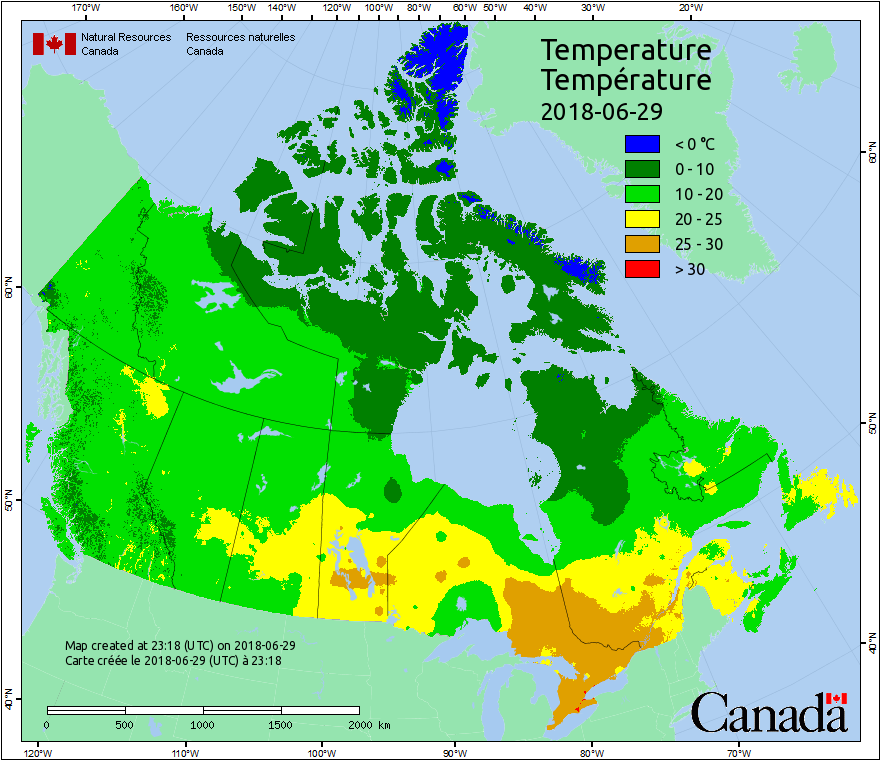 170°W 160°W 150°W 140°W 130°W 120°W 110°W 100°W 80°W 60°W 50°W 40°W 30°W 20°W
Natural Resources Ressources naturelles
Canada Canada
Temperature
Température
2018-06-29
< 0 °C
0 - 10
10 - 20
20 - 25
25 - 30
> 30
60°N
60°N
50°N
50°N
40°N
40°N
Map created at 23:18 (UTC) on 2018-06-29
Carte créée le 2018-06-29 (UTC) à 23:18
0 500 1000 1500 2000 km
Canada
120°W 110°W 100°W 90°W 80°W 70°W